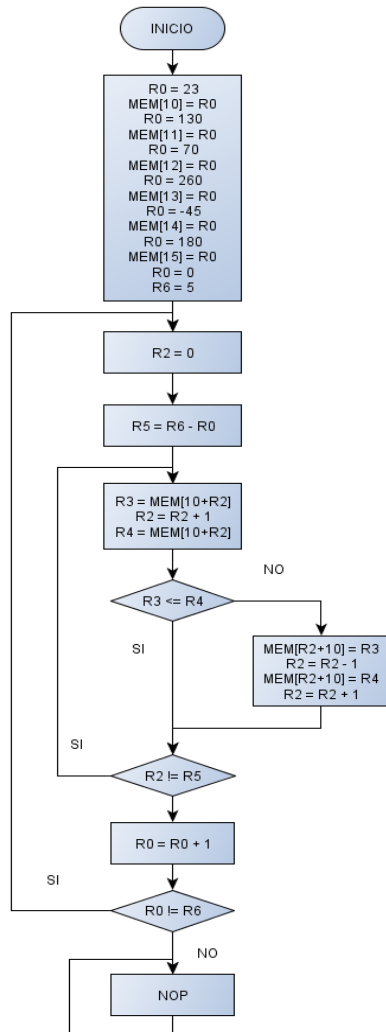 INICIO
R0 = 23
MEM[10] = R0
R0 = 130
MEM[11] = R0
R0 = 70
MEM[12] = R0
R0 = 260
MEM[13] = R0
R0 = -45
MEM[14] = R0
R0 = 180
MEM[15] = R0
R0 = 0
R6 = 5
R2 = 0
R5 = R6 - R0
R3 = MEM[10+R2]
R2 = R2 + 1
R4 = MEM[10+R2]
NO
R3 <= R4
SI
MEM[R2+10] = R3
R2 = R2 - 1
MEM[R2+10] = R4
R2 = R2 + 1
SI
R2 != R5
R0 = R0 + 1
SI
R0 != R6
NO
NOP